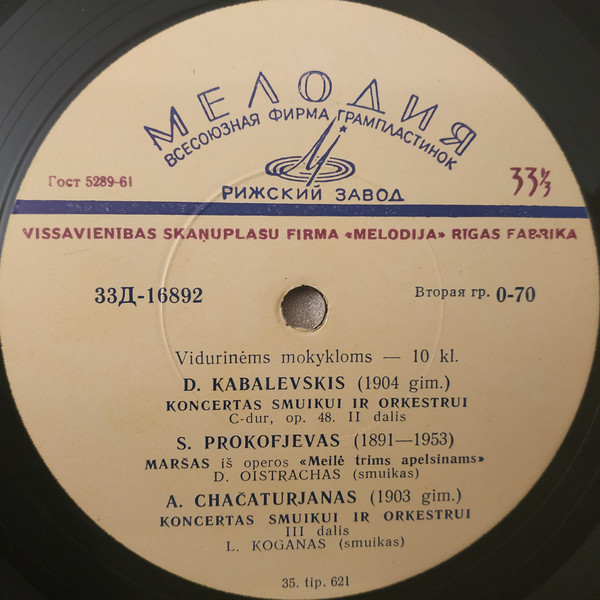 МЕЛОДИЯ
ВСЕСОЮЗНАЯ ФИРМА ГРАМПЛАСТИНОК
РИЖСКИЙ ЗАВОД
Гост 5289-61
33⅓
VISSAVIENĪBAS SKAŅUPLAŠU FIRMA «MELODIJA» RĪGAS FABRIKA
33Д-16892
Вторая гр. 0-70
Vidurinėms mokykloms — 10 kl.
D. KABALEVSKIS (1904 gim.)
KONCERTAS SMUIKUI IR ORKESTRUI
C-dur, op. 48. II dalis
S. PROKOFJEVAS (1891—1953)
MARŠAS iš operos «Meilė trims apelsinams»
D. OISTRACHAS (smuikas)
A. CHAČATURJANAS (1903 gim.)
KONCERTAS SMUIKUI IR ORKESTRUI
III dalis
L. KOGANAS (smuikas)
35. tip. 621